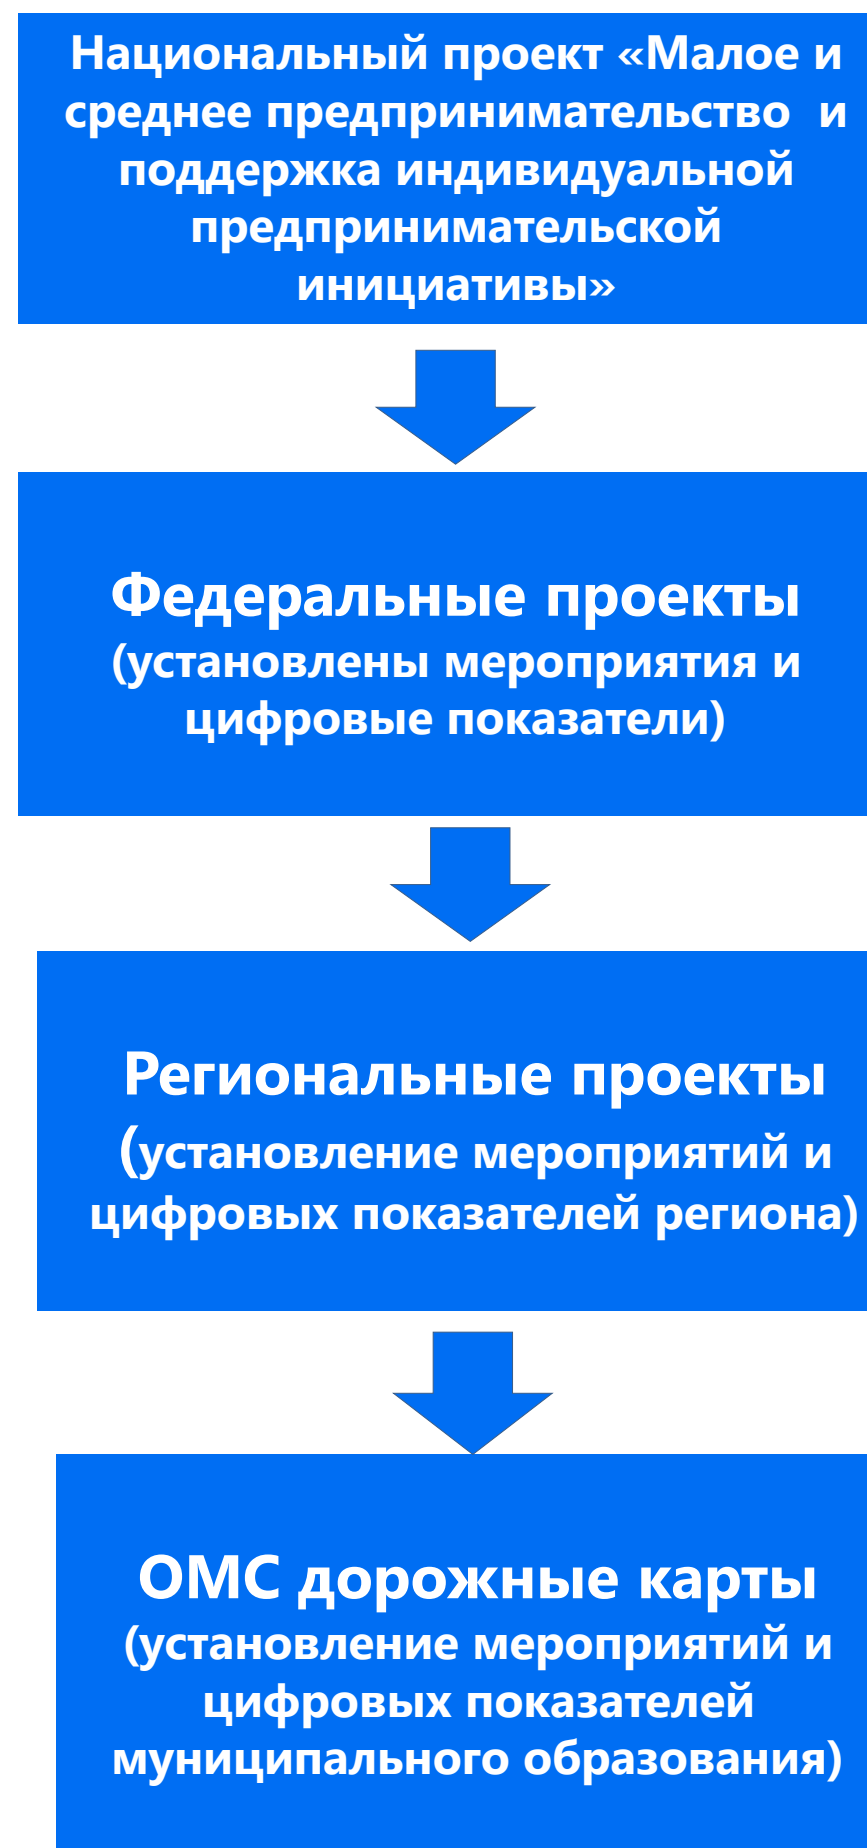 Национальный проект «Малое и
среднее предпринимательство и
поддержка индивидуальной
предпринимательской
инициативы»
Федеральные проекты
(установлены мероприятия и
цифровые показатели)
Региональные проекты
(установление мероприятий и
цифровых показателей региона)
ОМС дорожные карты
(установление мероприятий и
цифровых показателей
муниципального образования)